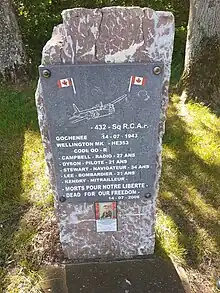 - 432 - Sq R.C.A.F.
GOCHENEE 14 - 07 - 1943
WELLINGTON MK - HE353
CODE QO - R
- CAMPBELL - RADIO - 27 ANS
- DYSON - PILOTE - 21 ANS
- STEWART - NAVIGATEUR - 34 ANS
- LEE - BOMBARDIER - 21 ANS
- KENDRY - MITRAILLEUR -
- MORTS POUR NOTRE LIBERTE -
- DEAD FOR OUR FREEDOM -
14 - 07 - 2008